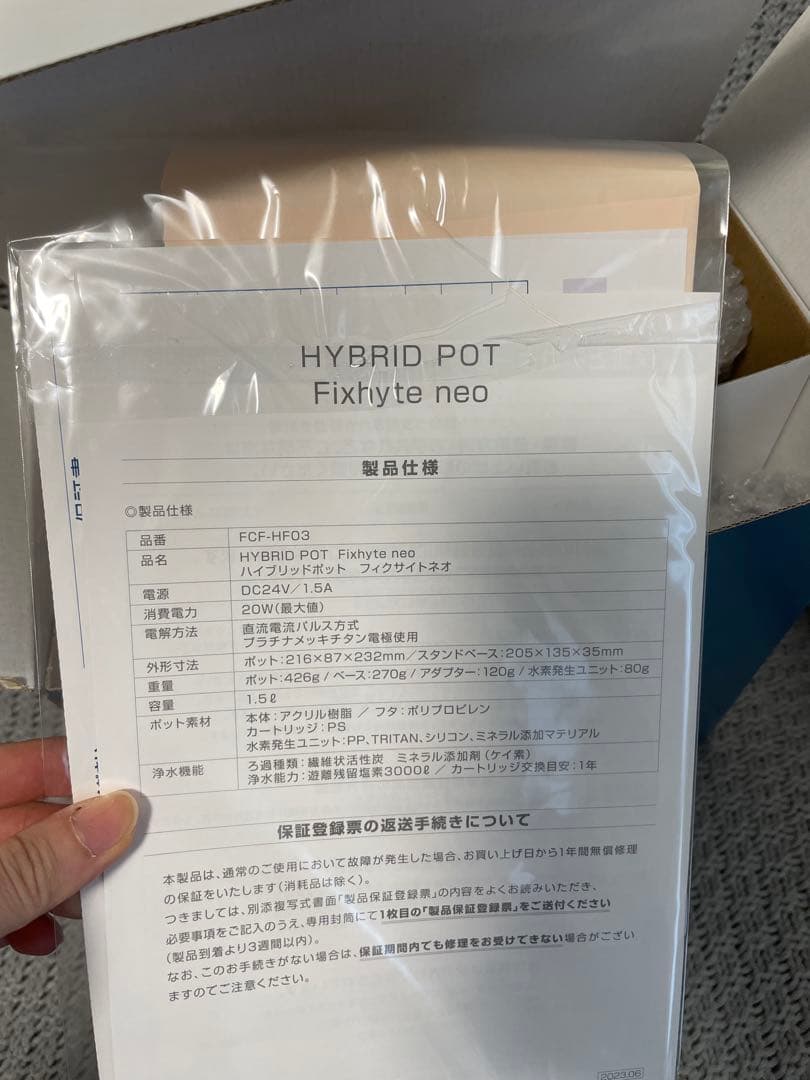 HYBRID POT
Fixhyte neo
製品仕様
◎製品仕様
品番 FCF-HF03
品名 HYBRID POT Fixhyte neo
ハイブリッドポット フィクサイトネオ
電源 DC24V／1.5A
消費電力 20W(最大値)
電解方法 直流電流パルス方式
プラチナメッキチタン電極使用
外形寸法 ポット:216×87×232mm／スタンドベース:205×135×35mm
重量 ポット:426g / ベース:270g / アダプター:120g / 水素発生ユニット:80g
容量 1.5ℓ
ポット素材 本体:アクリル樹脂 ／ フタ:ポリプロピレン
カートリッジ:PS
水素発生ユニット:PP、TRITAN、シリコン、ミネラル添加マテリアル
浄水機能 ろ過種類:繊維状活性炭 ミネラル添加剤(ケイ素)
浄水能力:遊離残留塩素3000ℓ ／ カートリッジ交換目安:1年
保証登録票の返送手続きについて
本製品は、通常のご使用において故障が発生した場合、お買い上げ日から1年間無償修理
の保証をいたします(消耗品は除く)。
つきましては、別添複写式書面「製品保証登録票」の内容をよくお読みいただき、
必要事項をご記入のうえ、専用封筒にて1枚目の「製品保証登録票」をご送付ください
(製品到着より3週間以内)。
なお、このお手続きがない場合は、保証期間内でも修理をお受けできない場合がござい
ますのでご注意ください。
2023.06